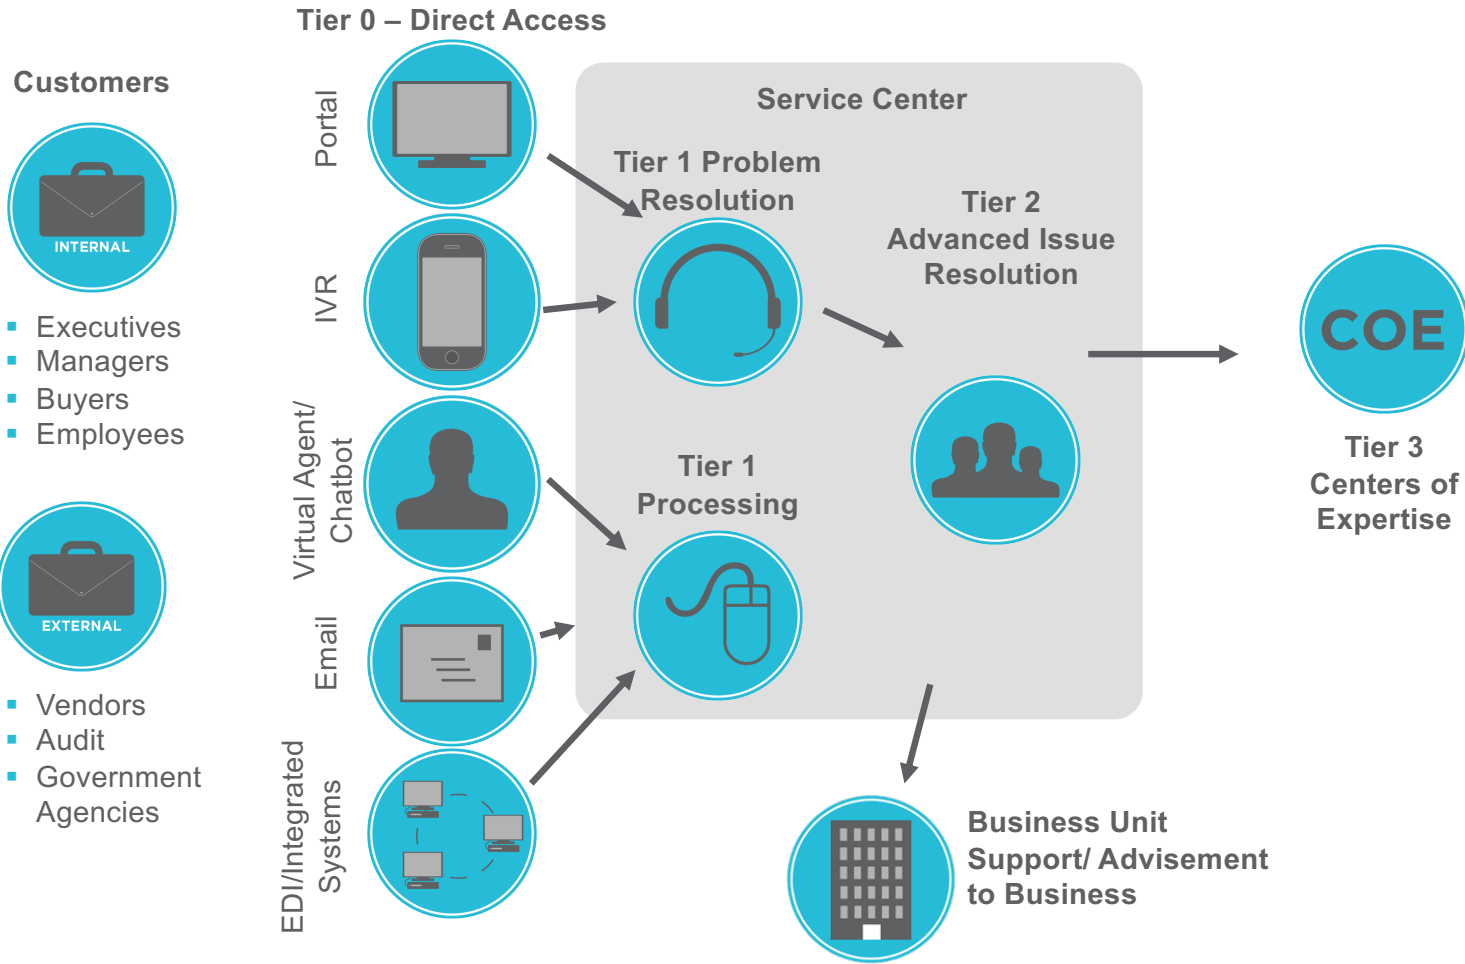 Tier 0 – Direct Access
Customers
INTERNAL
▪ Executives
▪ Managers
▪ Buyers
▪ Employees
EXTERNAL
▪ Vendors
▪ Audit
▪ Government
Agencies
Portal
IVR
Virtual Agent/
Chatbot
Email
EDI/Integrated
Systems
Service Center
Tier 1 Problem
Resolution
Tier 1
Processing
Tier 2
Advanced Issue
Resolution
COE
Tier 3
Centers of
Expertise
Business Unit
Support/ Advisement
to Business